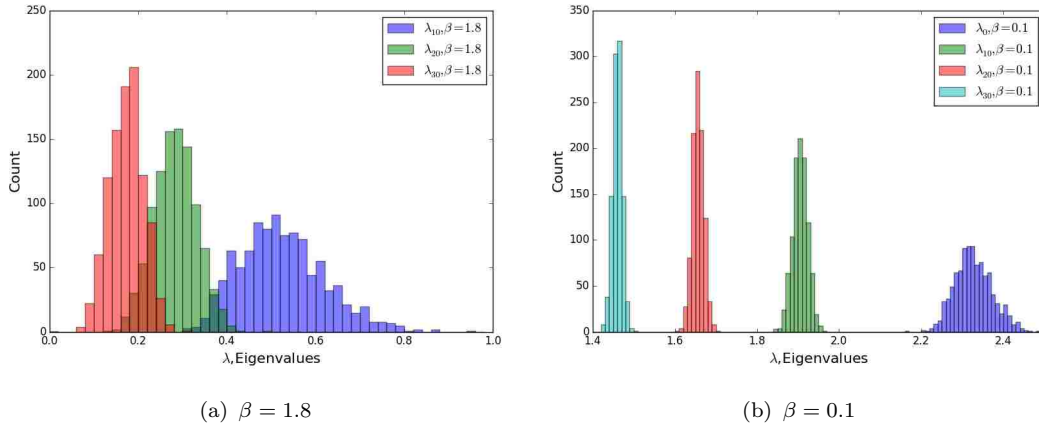 250
200
150
100
50
0
0.0 0.2 0.4 0.6 0.8 1.0
Count
λ,Eigenvalues
λ₁₀,β=1.8
λ₂₀,β=1.8
λ₃₀,β=1.8
(a) β = 1.8
350
300
250
200
150
100
50
0
1.4 1.6 1.8 2.0 2.2 2.4
Count
λ,Eigenvalues
λ₀,β=0.1
λ₁₀,β=0.1
λ₂₀,β=0.1
λ₃₀,β=0.1
(b) β = 0.1